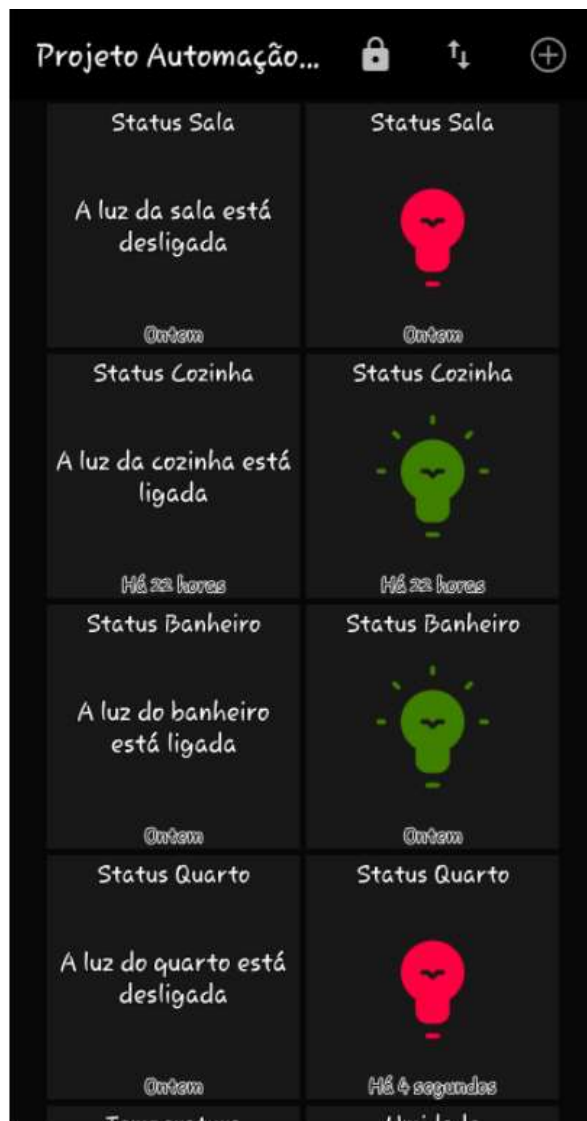 Projeto Automação...
Status Sala
Status Sala
A luz da sala está
desligada
Ontem
Ontem
Status Cozinha
Status Cozinha
A luz da cozinha está
ligada
Há 22 horas
Há 22 horas
Status Banheiro
Status Banheiro
A luz do banheiro
está ligada
Ontem
Ontem
Status Quarto
Status Quarto
A luz do quarto está
desligada
Ontem
Há 4 segundos